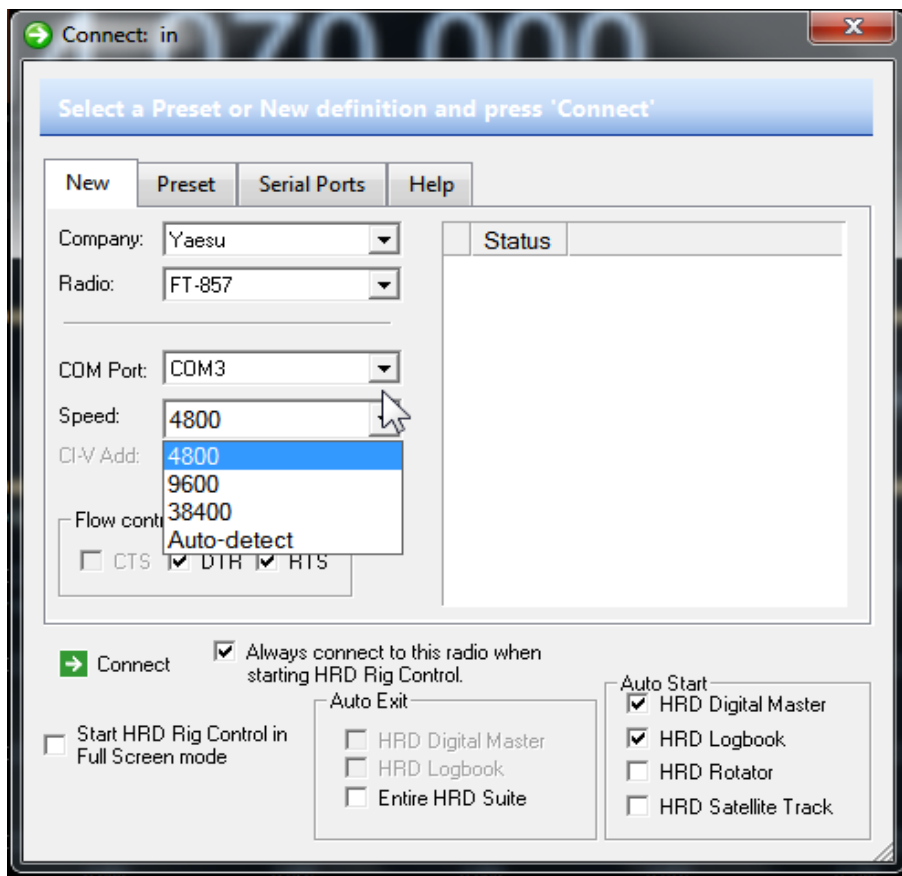 Connect: in
Select a Preset or New definition and press 'Connect'
New Preset Serial Ports Help
Company: Yaesu
Status
Radio: FT-857
COM Port: COM3
Speed: 4800
CI-V Add:
4800
9600
38400
Auto-detect
Flow
CTS DTR RTS
Connect
Always connect to this radio when
starting HRD Rig Control.
Start HRD Rig Control in
Full Screen mode
Auto Exit
HRD Digital Master
HRD Logbook
Entire HRD Suite
Auto Start
HRD Digital Master
HRD Logbook
HRD Rotator
HRD Satellite Track